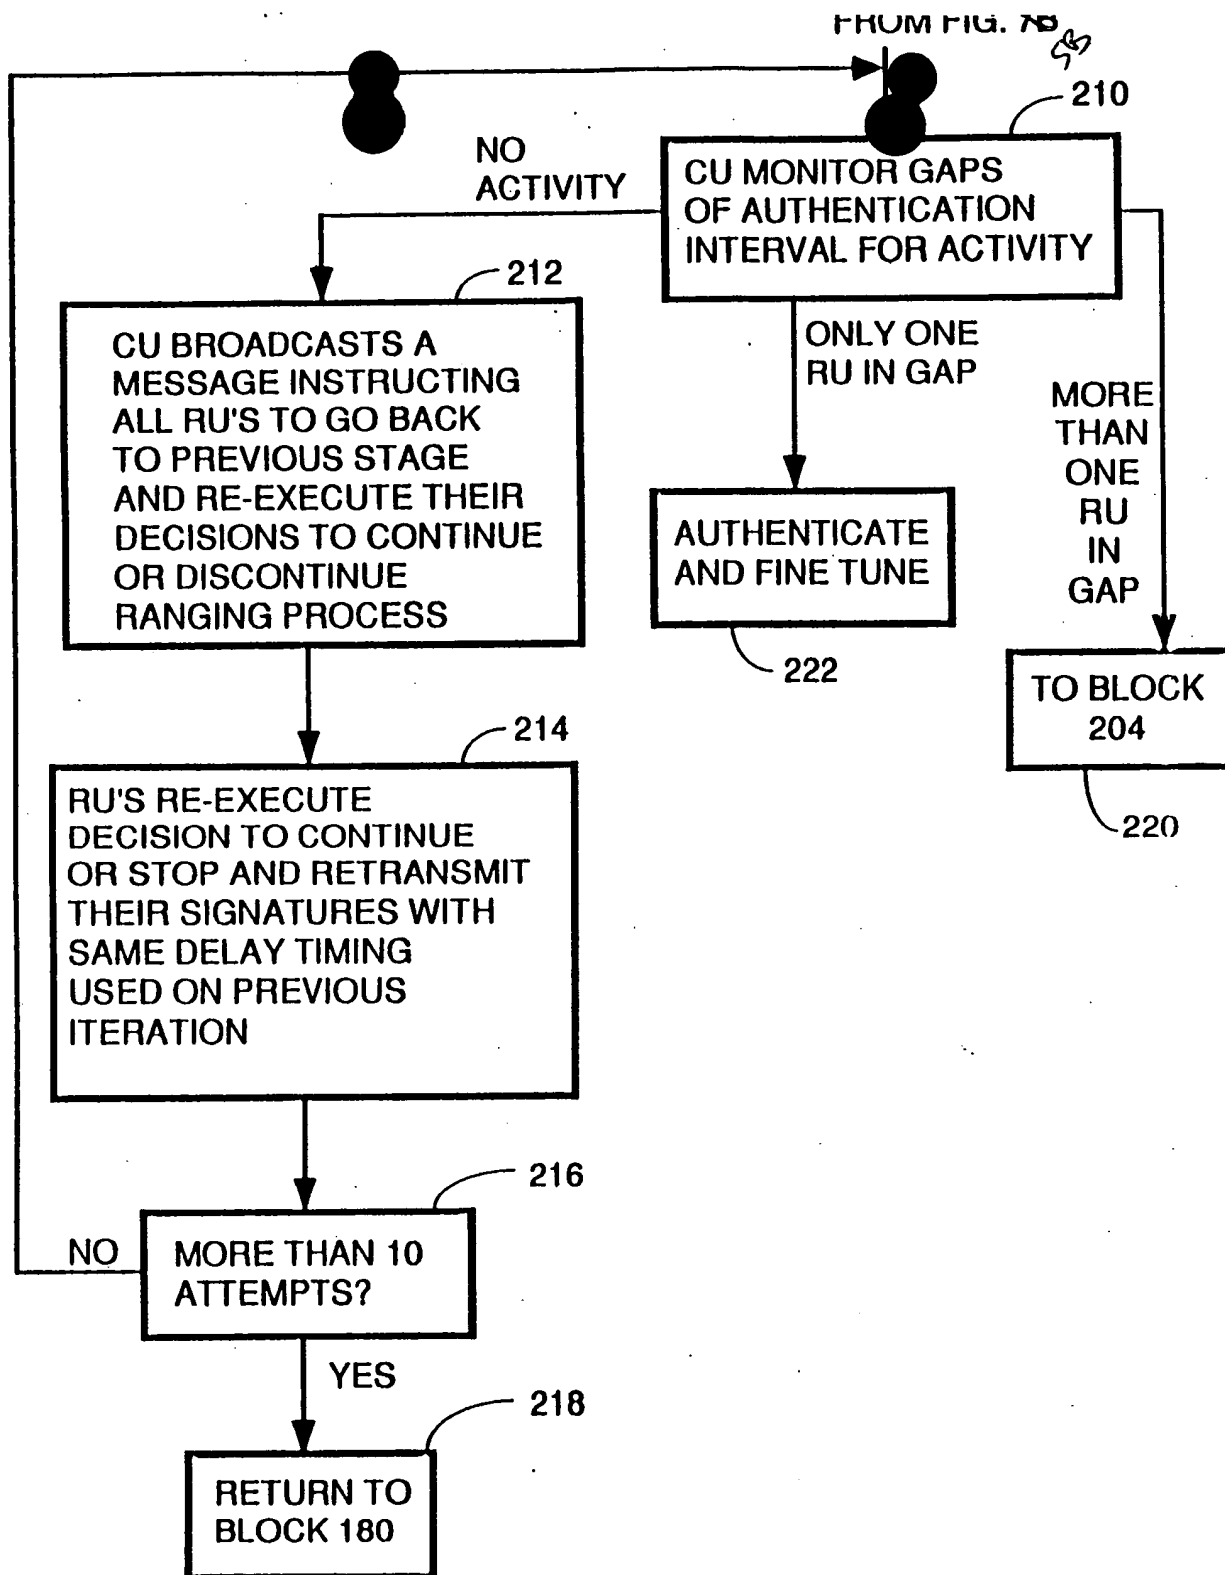 FROM FIG. 7B
210
NO
ACTIVITY
CU MONITOR GAPS
OF AUTHENTICATION
INTERVAL FOR ACTIVITY
212
CU BROADCASTS A
MESSAGE INSTRUCTING
ALL RU'S TO GO BACK
TO PREVIOUS STAGE
AND RE-EXECUTE THEIR
DECISIONS TO CONTINUE
OR DISCONTINUE
RANGING PROCESS
ONLY ONE
RU IN GAP
MORE
THAN
ONE
RU
IN
GAP
AUTHENTICATE
AND FINE TUNE
222
TO BLOCK
204
220
214
RU'S RE-EXECUTE
DECISION TO CONTINUE
OR STOP AND RETRANSMIT
THEIR SIGNATURES WITH
SAME DELAY TIMING
USED ON PREVIOUS
ITERATION
216
NO
MORE THAN 10
ATTEMPTS?
YES
218
RETURN TO
BLOCK 180